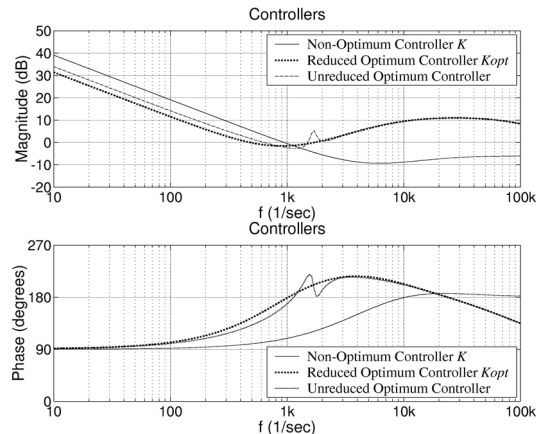 Controllers
50
40
30
20
10
0
-10
-20
Magnitude (dB)
Non-Optimum Controller K
Reduced Optimum Controller Kopt
Unreduced Optimum Controller
10
100
1k
10k
100k
f (1/sec)
Controllers
270
180
90
0
Phase (degrees)
Non-Optimum Controller K
Reduced Optimum Controller Kopt
Unreduced Optimum Controller
10
100
1k
10k
100k
f (1/sec)